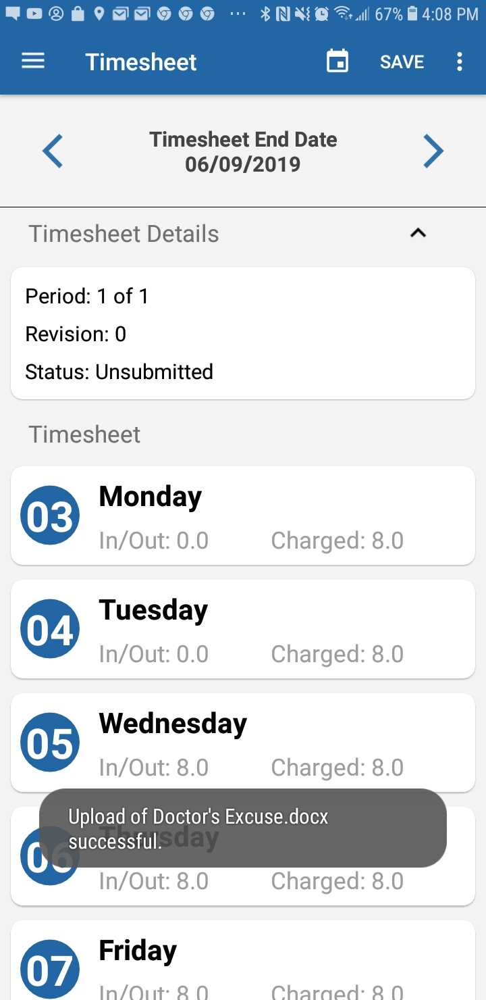 67% 4:08 PM
Timesheet SAVE
Timesheet End Date
06/09/2019
Timesheet Details
Period: 1 of 1
Revision: 0
Status: Unsubmitted
Timesheet
03 Monday
In/Out: 0.0 Charged: 8.0
04 Tuesday
In/Out: 0.0 Charged: 8.0
05 Wednesday
In/Out: 8.0 Charged: 8.0
Upload of Doctor's Excuse.docx
successful.
06 Thursday
In/Out: 8.0 Charged: 8.0
07 Friday
In/Out: 8.0 Charged: 8.0